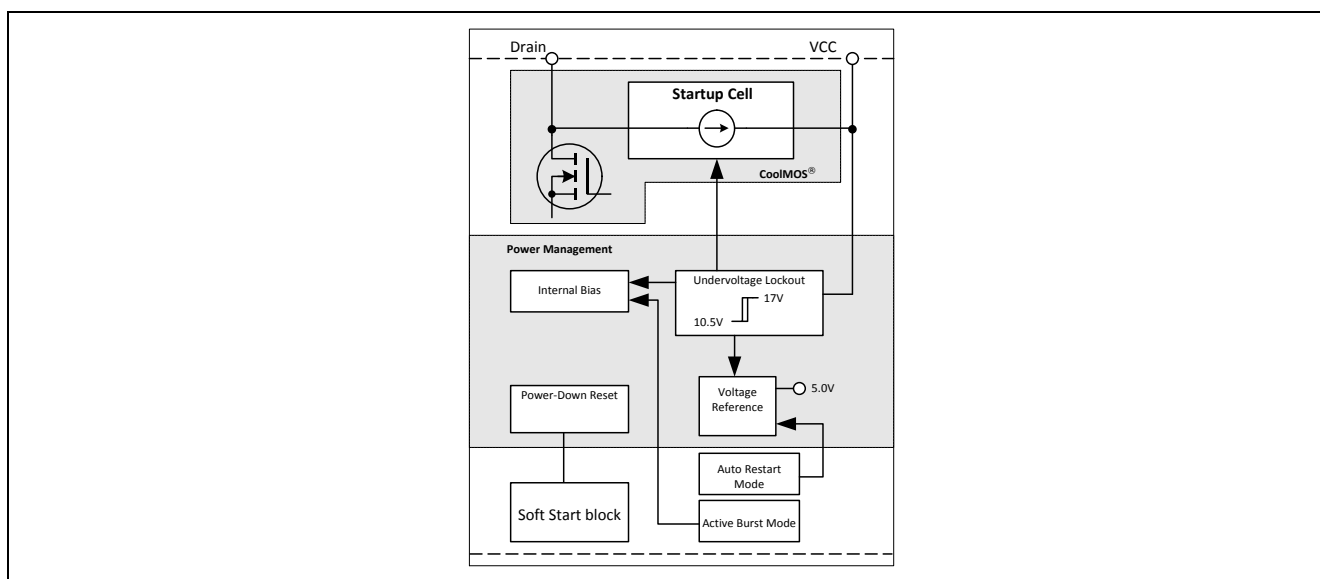 Drain
VCC
Startup Cell
CoolMOS®
Power Management
Internal Bias
Undervoltage Lockout
17V
10.5V
Power-Down Reset
Voltage
Reference
5.0V
Auto Restart
Mode
Soft Start block
Active Burst Mode